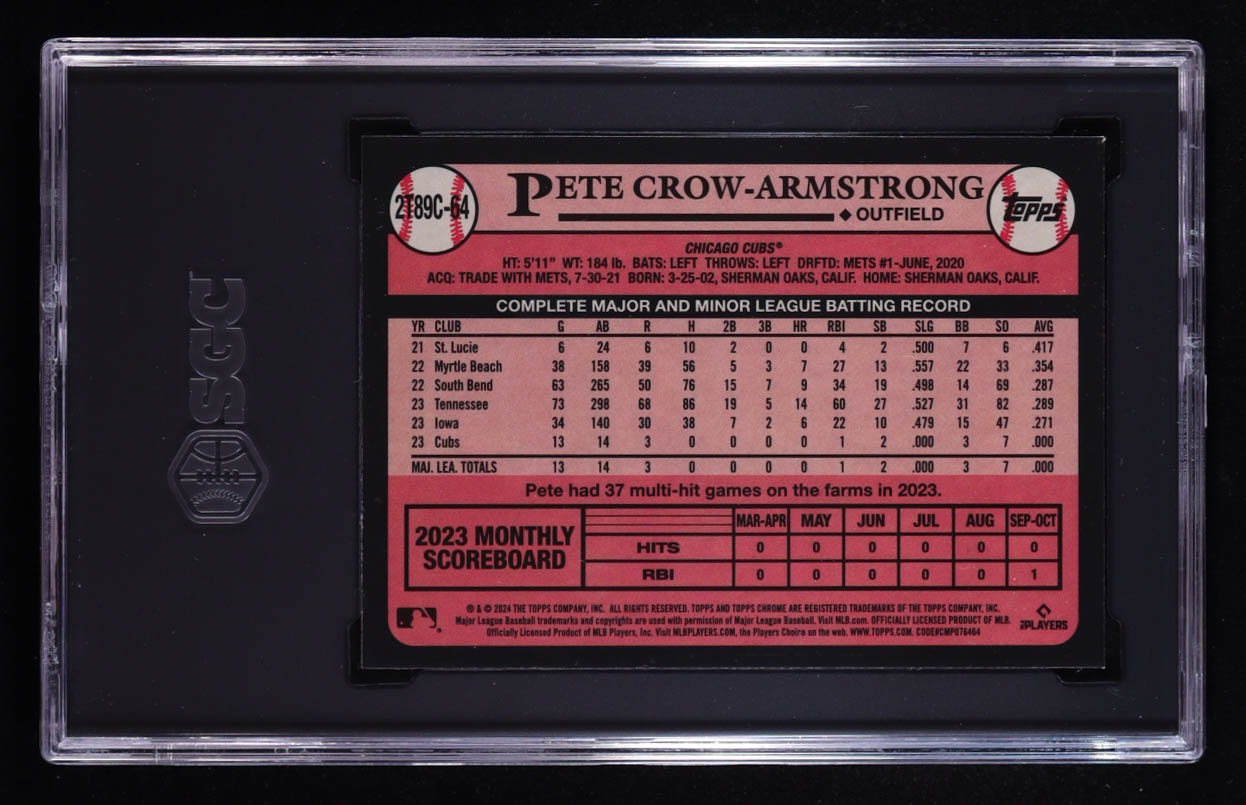 2T89C-64
PETE CROW-ARMSTRONG
◆ OUTFIELD
topps
CHICAGO CUBS®
HT: 5'11" WT: 184 lb. BATS: LEFT THROWS: LEFT DRFTD: METS #1-JUNE, 2020
ACQ: TRADE WITH METS, 7-30-21 BORN: 3-25-02, SHERMAN OAKS, CALIF. HOME: SHERMAN OAKS, CALIF.
COMPLETE MAJOR AND MINOR LEAGUE BATTING RECORD
YR CLUB G AB R H 2B 3B HR RBI SB SLG BB SO AVG
21 St. Lucie 6 24 6 10 2 0 0 4 2 .500 7 6 .417
22 Myrtle Beach 38 158 39 56 5 3 7 27 13 .557 22 33 .354
22 South Bend 63 265 50 76 15 7 9 34 19 .498 14 69 .287
23 Tennessee 73 298 68 86 19 5 14 60 27 .527 31 82 .289
23 Iowa 34 140 30 38 7 2 6 22 10 .479 15 47 .271
23 Cubs 13 14 3 0 0 0 0 1 2 .000 3 7 .000
MAJ. LEA. TOTALS 13 14 3 0 0 0 0 1 2 .000 3 7 .000
Pete had 37 multi-hit games on the farms in 2023.
2023 MONTHLY SCOREBOARD
MAR-APR MAY JUN JUL AUG SEP-OCT
HITS 0 0 0 0 0 0
RBI 0 0 0 0 0 1
® & © 2024 THE TOPPS COMPANY, INC. ALL RIGHTS RESERVED. TOPPS AND TOPPS CHROME ARE REGISTERED TRADEMARKS OF THE TOPPS COMPANY, INC.
Major League Baseball trademarks and copyrights are used with permission of Major League Baseball. Visit MLB.com. OFFICIALLY LICENSED PRODUCT OF MLB.
Officially Licensed Product of MLB Players, Inc. Visit MLBPLAYERS.COM, the Players Choice on the web. WWW.TOPPS.COM. CODE#CMP076464
PLAYERS
SGC